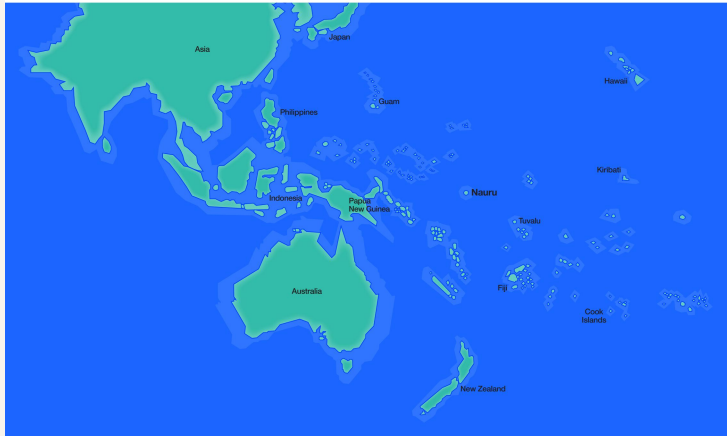 Japan
Asia
Hawaii
Guam
Philippines
Kiribati
Nauru
Indonesia
Papua
New Guinea
Tuvalu
Fiji
Australia
Cook
Islands
New Zealand